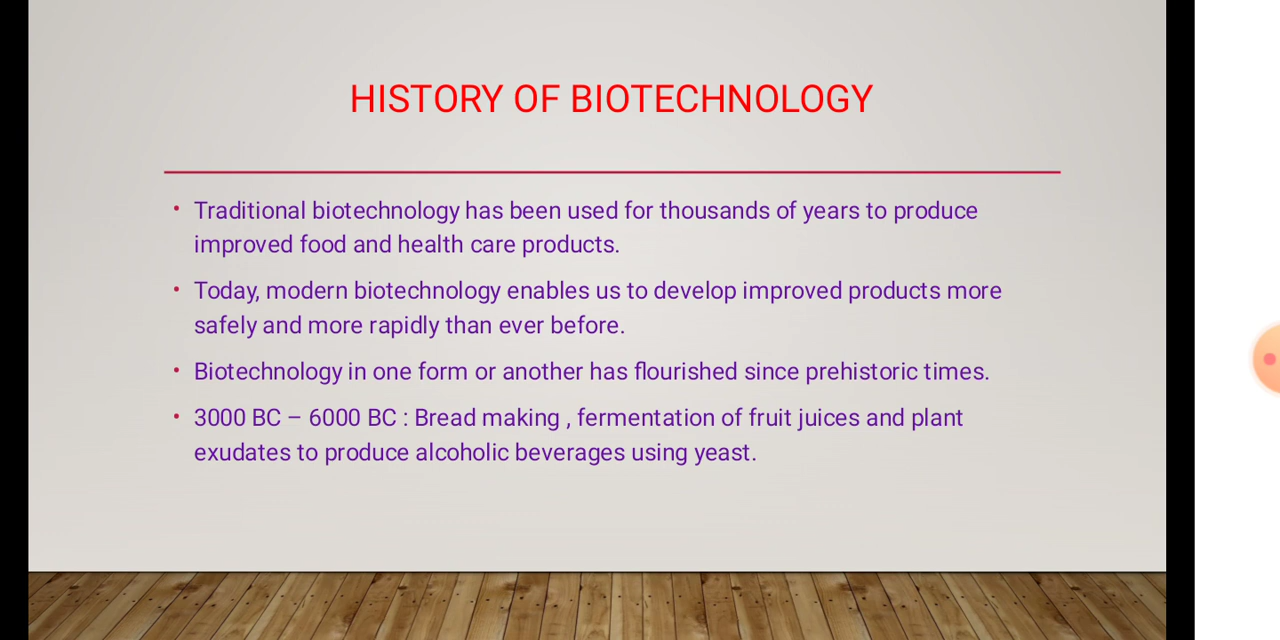 HISTORY OF BIOTECHNOLOGY
• Traditional biotechnology has been used for thousands of years to produce
improved food and health care products.
• Today, modern biotechnology enables us to develop improved products more
safely and more rapidly than ever before.
• Biotechnology in one form or another has flourished since prehistoric times.
• 3000 BC – 6000 BC : Bread making , fermentation of fruit juices and plant
exudates to produce alcoholic beverages using yeast.